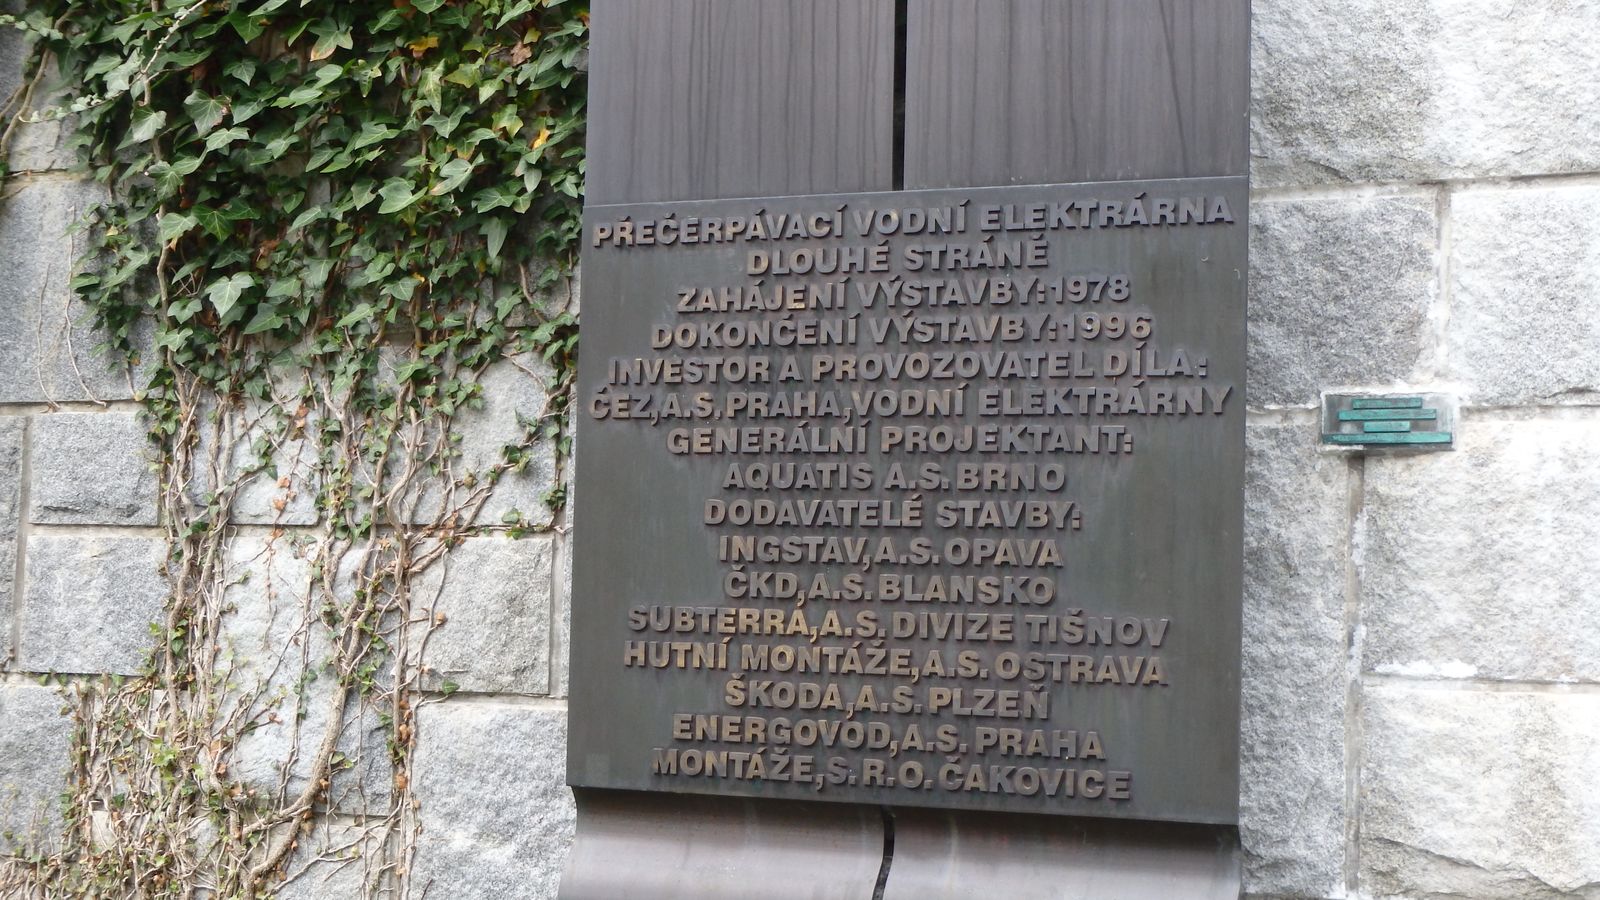 PŘEČERPÁVACÍ VODNÍ ELEKTRÁRNA
DLOUHÉ STRÁNĚ
ZAHÁJENÍ VÝSTAVBY:1978
DOKONČENÍ VÝSTAVBY:1996
INVESTOR A PROVOZOVATEL DÍLA:
ČEZ,A.S.PRAHA,VODNÍ ELEKTRÁRNY
GENERÁLNÍ PROJEKTANT:
AQUATIS A.S.BRNO
DODAVATELÉ STAVBY:
INGSTAV,A.S.OPAVA
ČKD,A.S.BLANSKO
SUBTERRA,A.S.DIVIZE TIŠNOV
HUTNÍ MONTÁŽE,A.S.OSTRAVA
ŠKODA,A.S.PLZEŇ
ENERGOVOD,A.S.PRAHA
MONTÁŽE,S.R.O.ČAKOVICE